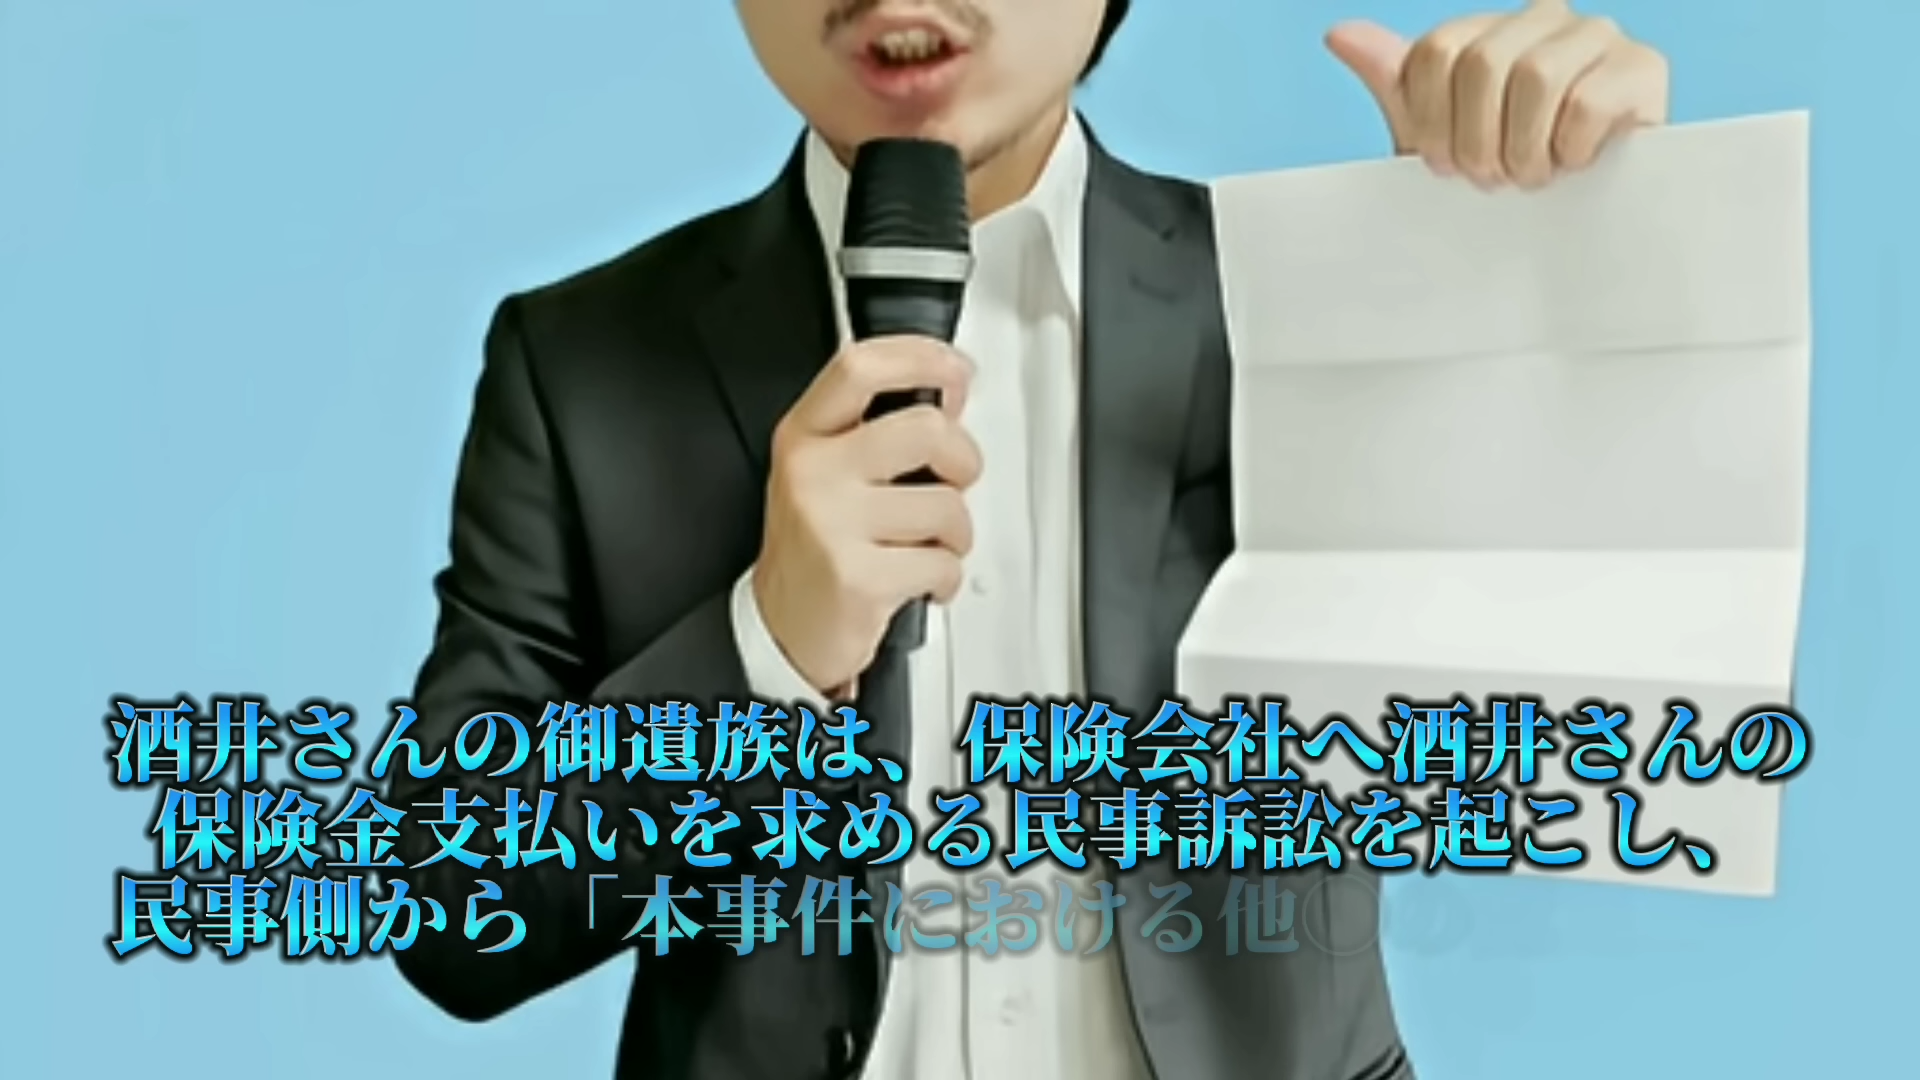 酒井さんの御遺族は、保険会社へ酒井さんの
保険金支払いを求める民事訴訟を起こし、
民事側から「本事件における他〇の